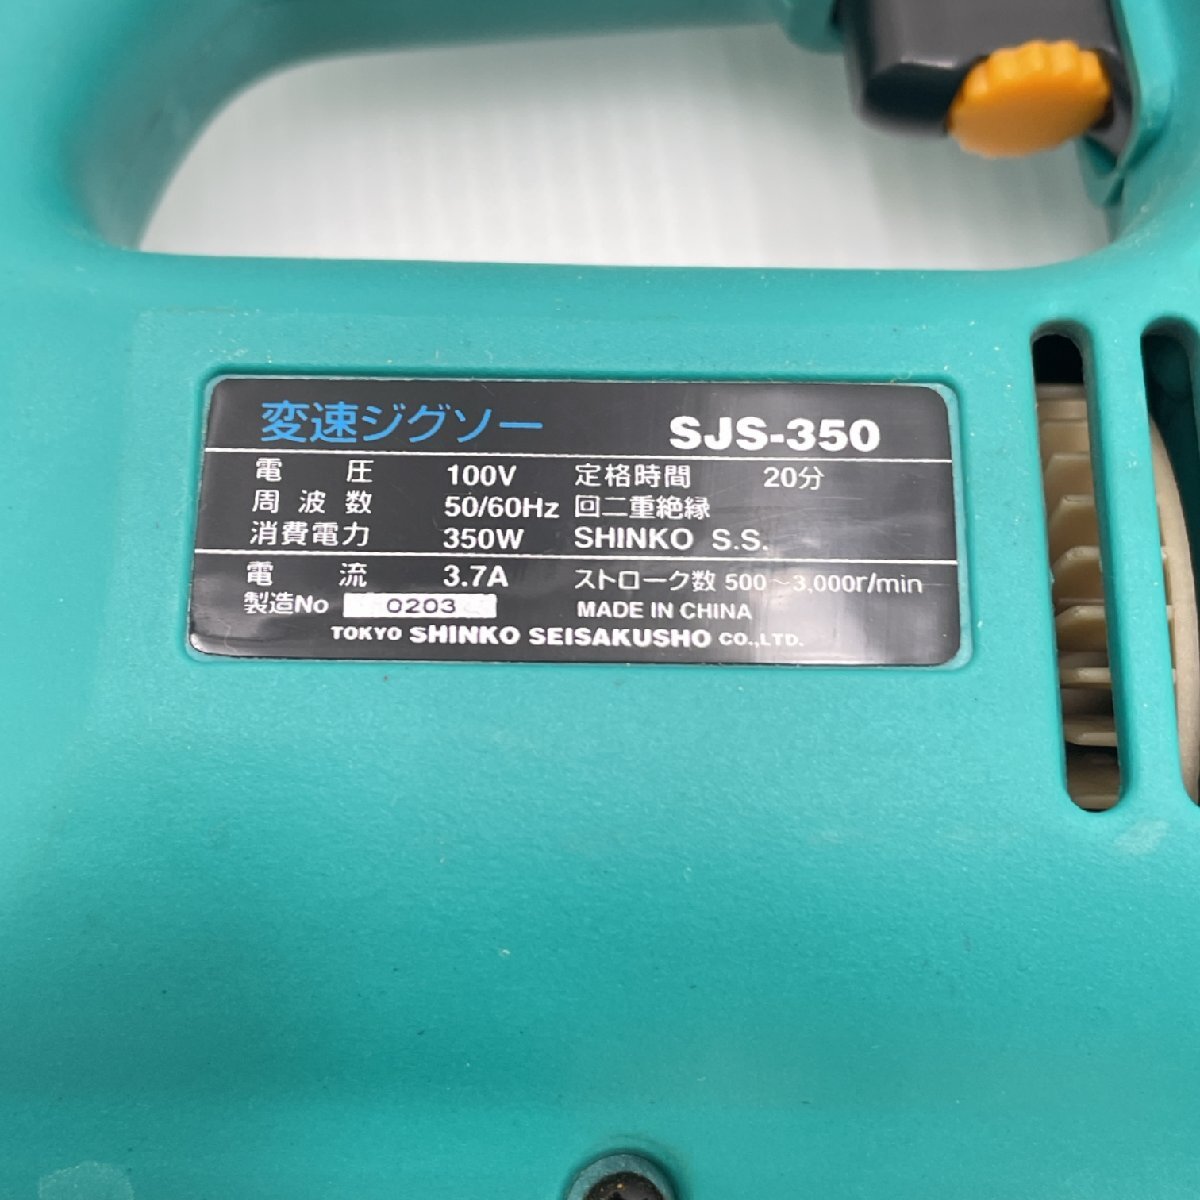 変速ジグソー SJS-350
電圧 100V 定格時間 20分
周波数 50/60Hz 回二重絶縁
消費電力 350W SHINKO S.S.
電流 3.7A ストローク数 500～3,000r/min
製造No 0203 MADE IN CHINA
TOKYO SHINKO SEISAKUSHO CO.,LTD.